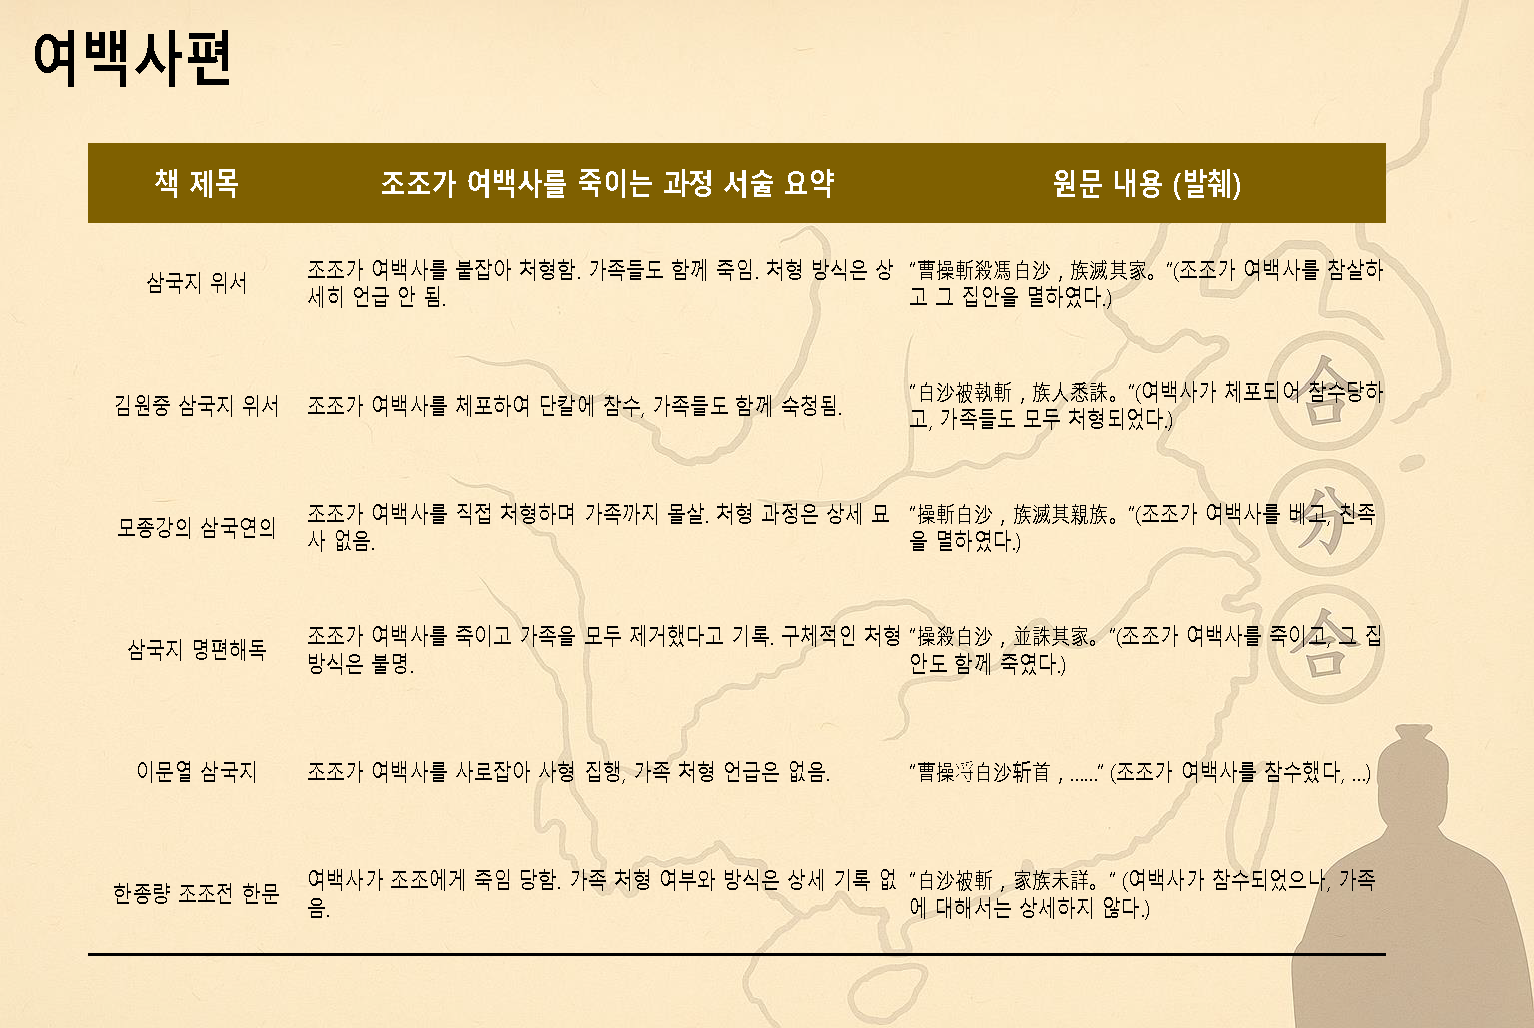 여백사편
책 제목
조조가 여백사를 죽이는 과정 서술 요약
원문 내용 (발췌)
삼국지 위서
조조가 여백사를 붙잡아 처형함. 가족들도 함께 죽임. 처형 방식은 상
세히 언급 안 됨.
"曹操斬殺馮白沙，族滅其家。"(조조가 여백사를 참살하
고 그 집안을 멸하였다.)
김원중 삼국지 위서
조조가 여백사를 체포하여 단칼에 참수, 가족들도 함께 숙청됨.
"白沙被執斬，族人悉誅。"(여백사가 체포되어 참수당하
고, 가족들도 모두 처형되었다.)
모종강의 삼국연의
조조가 여백사를 직접 처형하며 가족까지 몰살. 처형 과정은 상세 묘
사 없음.
"操斬白沙，族滅其親族。"(조조가 여백사를 베고, 친족
을 멸하였다.)
삼국지 명편해독
조조가 여백사를 죽이고 가족을 모두 제거했다고 기록. 구체적인 처형
방식은 불명.
"操殺白沙，並誅其家。"(조조가 여백사를 죽이고, 그 집
안도 함께 죽였다.)
이문열 삼국지
조조가 여백사를 사로잡아 사형 집행, 가족 처형 언급은 없음.
"曹操将白沙斩首，……" (조조가 여백사를 참수했다, ...)
한종량 조조전 한문
여백사가 조조에게 죽임 당함. 가족 처형 여부와 방식은 상세 기록 없
음.
"白沙被斬，家族未詳。" (여백사가 참수되었으나, 가족
에 대해서는 상세하지 않다.)
合
分
合